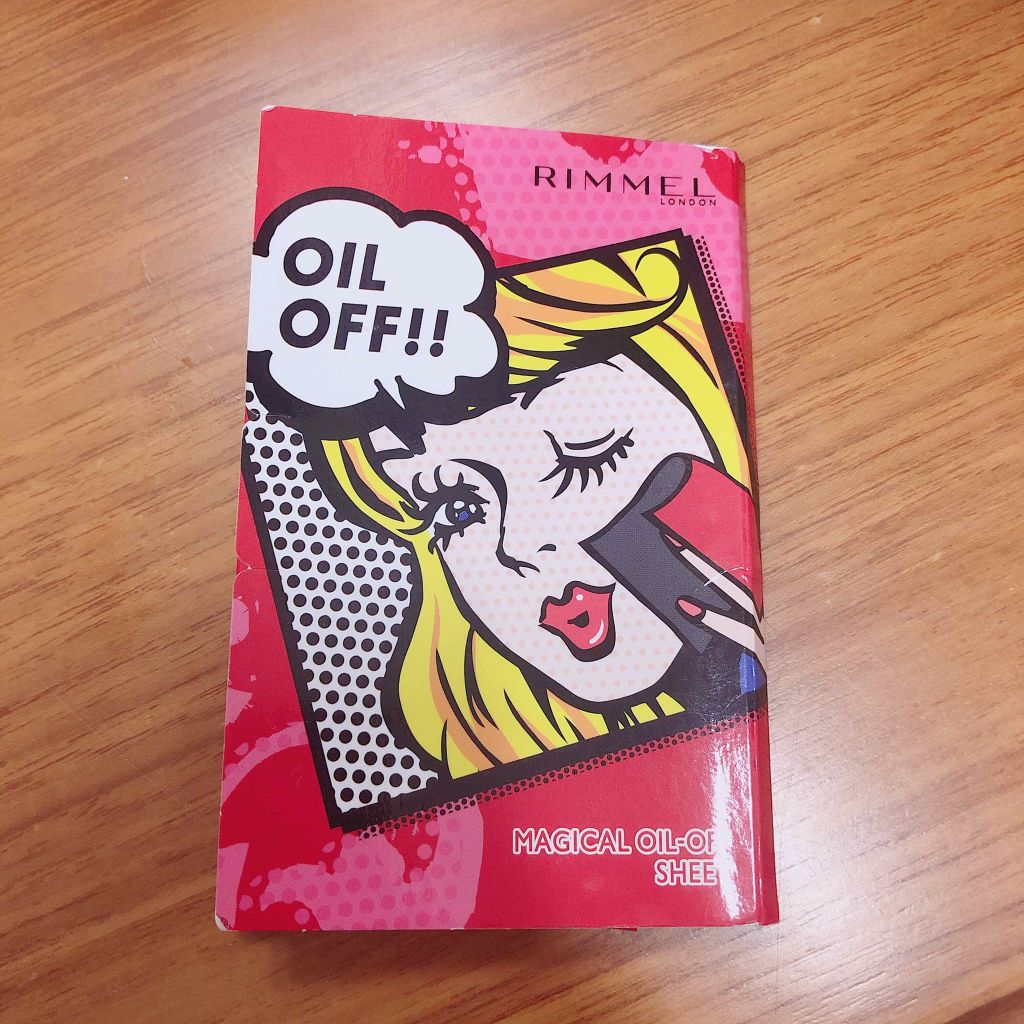 RIMMEL
LONDON
OIL
OFF!!
MAGICAL OIL-OF
SHEE